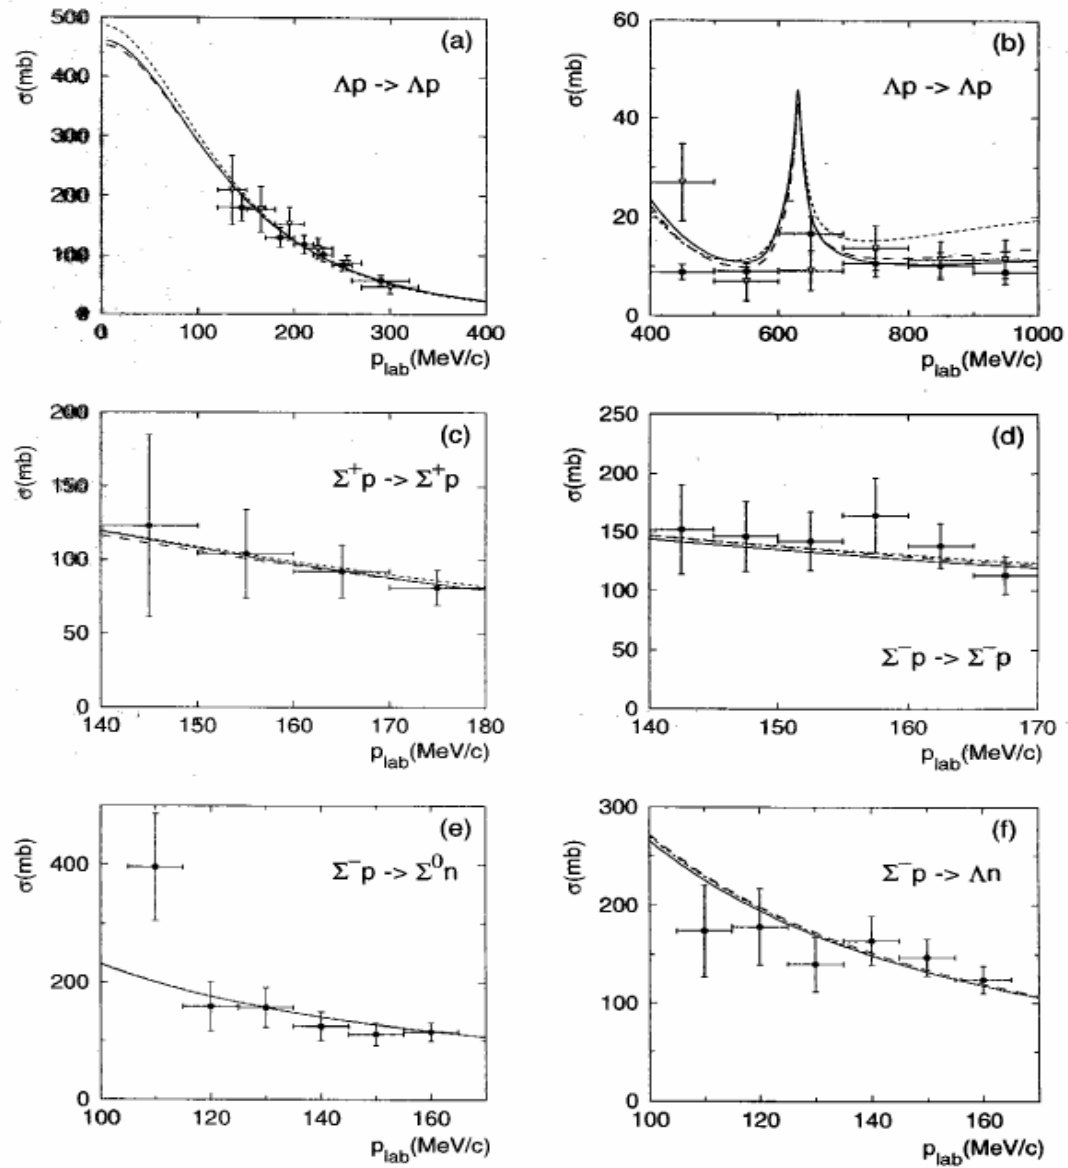 (a)
σ(mb)
Λp -> Λp
500
400
300
200
100
0
0 100 200 300 400
p_lab(MeV/c)
(b)
σ(mb)
Λp -> Λp
60
40
20
0
400 600 800 1000
p_lab(MeV/c)
(c)
σ(mb)
Σ⁺p -> Σ⁺p
200
150
100
50
0
140 150 160 170 180
p_lab(MeV/c)
(d)
σ(mb)
250
200
150
100
50
0
Σ⁻p -> Σ⁻p
140 150 160 170
p_lab(MeV/c)
(e)
σ(mb)
Σ⁻p -> Σ⁰n
400
200
0
100 120 140 160
p_lab(MeV/c)
(f)
σ(mb)
Σ⁻p -> Λn
300
200
100
0
100 120 140 160
p_lab(MeV/c)